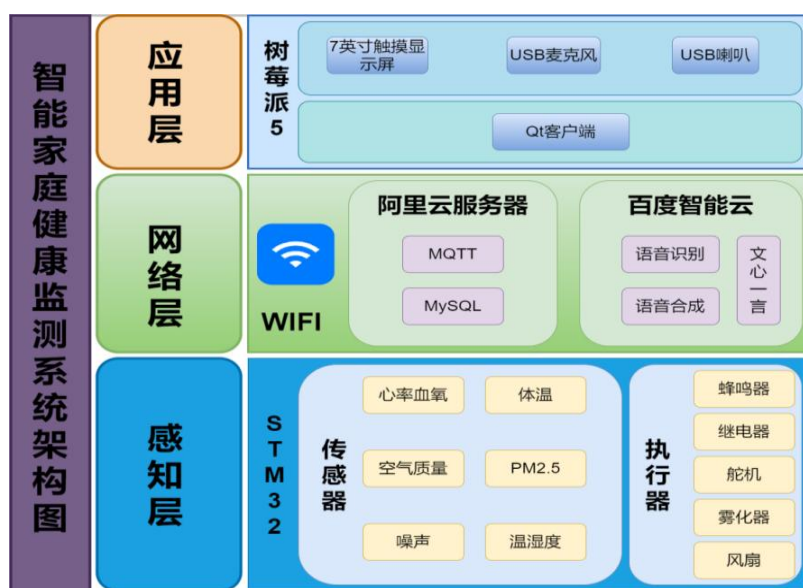 智能家庭健康监测系统架构图
应用层
树莓派5
7英寸触摸显
示屏
USB麦克风
USB喇叭
Qt客户端
网络层
WIFI
阿里云服务器
MQTT
MySQL
百度智能云
语音识别
语音合成
文心一言
感知层
STM32
传感器
心率血氧
体温
空气质量
PM2.5
噪声
温湿度
执行器
蜂鸣器
继电器
舵机
雾化器
风扇